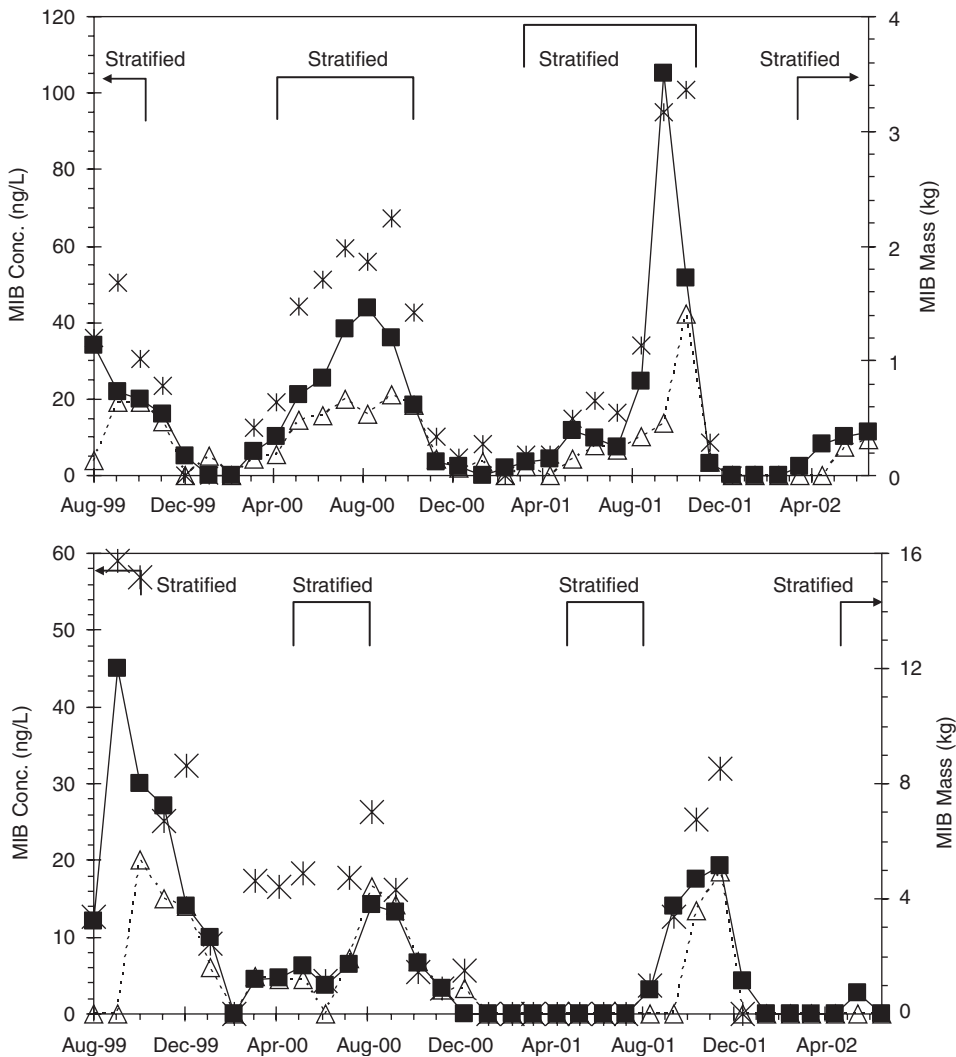 120
100
80
60
40
20
0
MIB Conc. (ng/L)
4
3
2
1
0
MIB Mass (kg)
Stratified
Stratified
Stratified
Stratified
Aug-99 Dec-99 Apr-00 Aug-00 Dec-00 Apr-01 Aug-01 Dec-01 Apr-02
60
50
40
30
20
10
0
MIB Conc. (ng/L)
16
12
8
4
0
MIB Mass (kg)
Stratified
Stratified
Stratified
Stratified
Aug-99 Dec-99 Apr-00 Aug-00 Dec-00 Apr-01 Aug-01 Dec-01 Apr-02